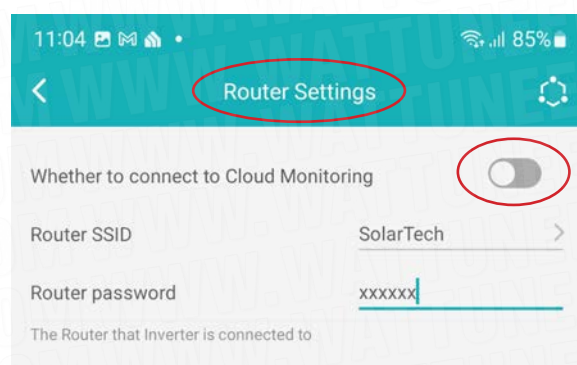 11:04 85%
Router Settings
Whether to connect to Cloud Monitoring
Router SSID SolarTech
Router password xxxxxx
The Router that Inverter is connected to